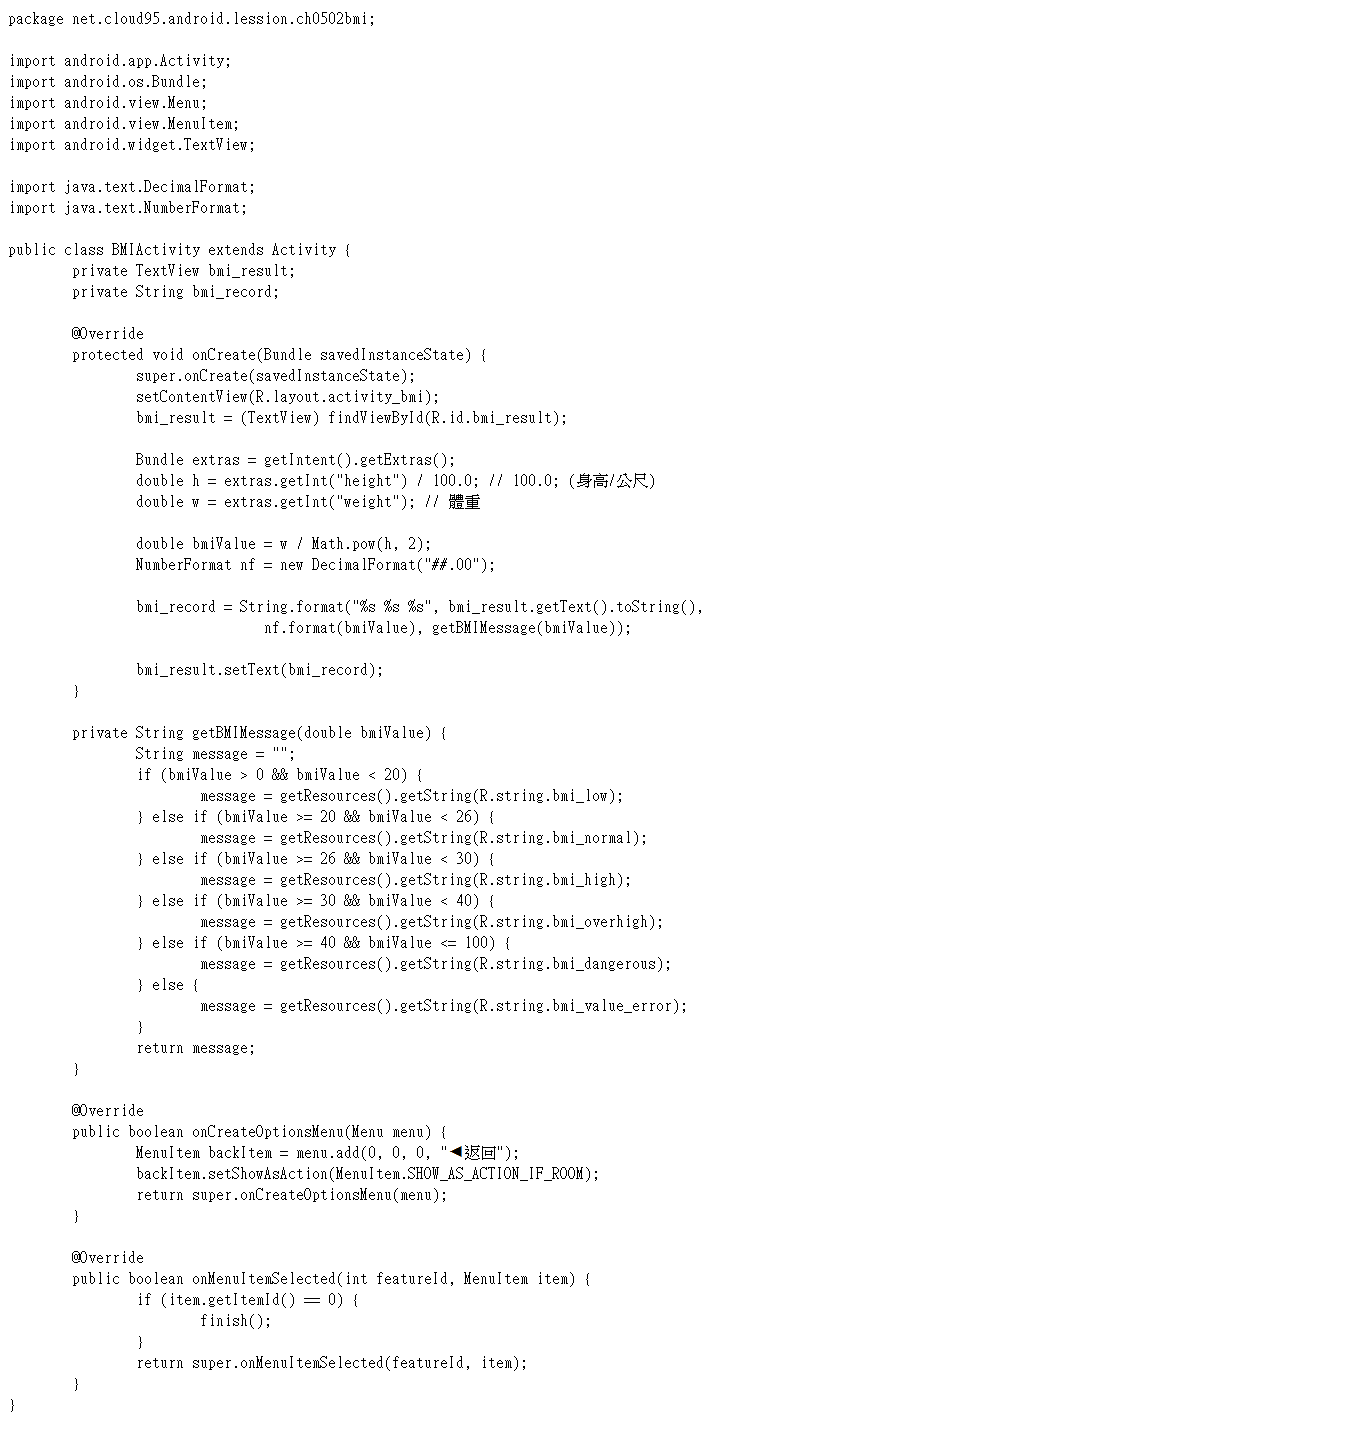 package net.cloud95.android.lession.ch0502bmi;

import android.app.Activity;
import android.os.Bundle;
import android.view.Menu;
import android.view.MenuItem;
import android.widget.TextView;

import java.text.DecimalFormat;
import java.text.NumberFormat;

public class BMIActivity extends Activity {
        private TextView bmi_result;
        private String bmi_record;

        @Override
        protected void onCreate(Bundle savedInstanceState) {
                super.onCreate(savedInstanceState);
                setContentView(R.layout.activity_bmi);
                bmi_result = (TextView) findViewById(R.id.bmi_result);

                Bundle extras = getIntent().getExtras();
                double h = extras.getInt("height") / 100.0; // 100.0; (身高/公尺)
                double w = extras.getInt("weight"); // 體重

                double bmiValue = w / Math.pow(h, 2);
                NumberFormat nf = new DecimalFormat("##.00");

                bmi_record = String.format("%s %s %s", bmi_result.getText().toString(),
                                nf.format(bmiValue), getBMIMessage(bmiValue));

                bmi_result.setText(bmi_record);
        }

        private String getBMIMessage(double bmiValue) {
                String message = "";
                if (bmiValue > 0 && bmiValue < 20) {
                        message = getResources().getString(R.string.bmi_low);
                } else if (bmiValue >= 20 && bmiValue < 26) {
                        message = getResources().getString(R.string.bmi_normal);
                } else if (bmiValue >= 26 && bmiValue < 30) {
                        message = getResources().getString(R.string.bmi_high);
                } else if (bmiValue >= 30 && bmiValue < 40) {
                        message = getResources().getString(R.string.bmi_overhigh);
                } else if (bmiValue >= 40 && bmiValue <= 100) {
                        message = getResources().getString(R.string.bmi_dangerous);
                } else {
                        message = getResources().getString(R.string.bmi_value_error);
                }
                return message;
        }

        @Override
        public boolean onCreateOptionsMenu(Menu menu) {
                MenuItem backItem = menu.add(0, 0, 0, "◀返回");
                backItem.setShowAsAction(MenuItem.SHOW_AS_ACTION_IF_ROOM);
                return super.onCreateOptionsMenu(menu);
        }

        @Override
        public boolean onMenuItemSelected(int featureId, MenuItem item) {
                if (item.getItemId() == 0) {
                        finish();
                }
                return super.onMenuItemSelected(featureId, item);
        }
}